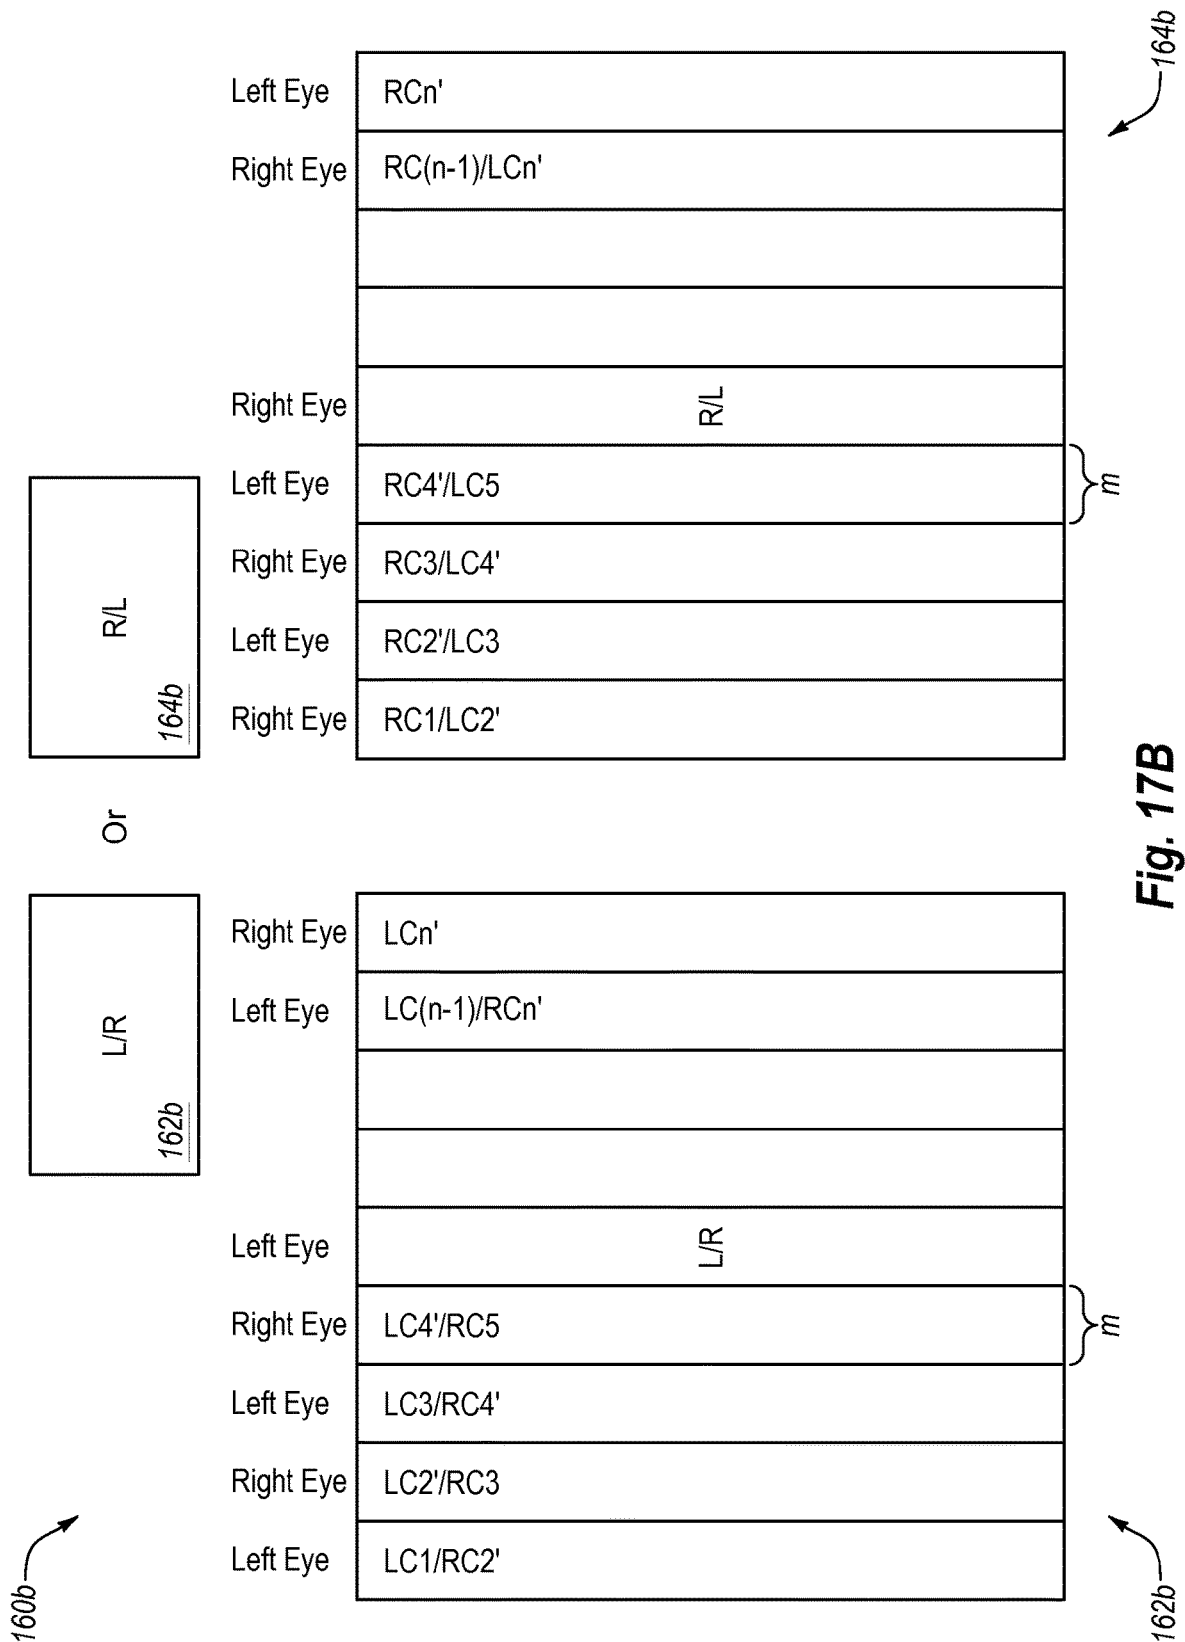 164b
Left Eye RCn'
Right Eye RC(n-1)/LCn'
Right Eye R/L
Left Eye RC4'/LC5
m
Right Eye RC3/LC4'
Left Eye RC2'/LC3
Right Eye RC1/LC2'
R/L
164b
Or
L/R
162b
Right Eye LCn'
Left Eye LC(n-1)/RCn'
Left Eye L/R
Right Eye LC4'/RC5
m
Left Eye LC3/RC4'
Right Eye LC2'/RC3
Left Eye LC1/RC2'
160b
162b
Fig. 17B